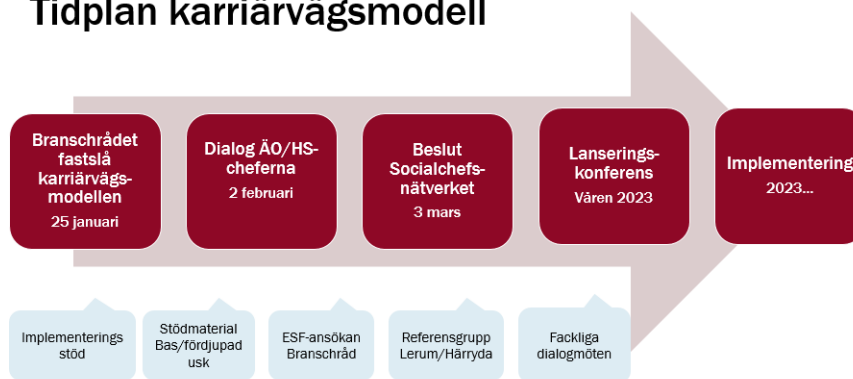 Tidplan karriärvägsmodell
Branschrådet
fastslå
karriärvägs-
modellen
25 januari
Dialog ÄO/HS-
cheferna
2 februari
Beslut
Socialchefs-
nätverket
3 mars
Lanserings-
konferens
Våren 2023
Implementering
2023...
Implementerings
stöd
Stödmaterial
Bas/fördjupad
usk
ESF-ansökan
Branschråd
Referensgrupp
Lerum/Härryda
Fackliga
dialogmöten